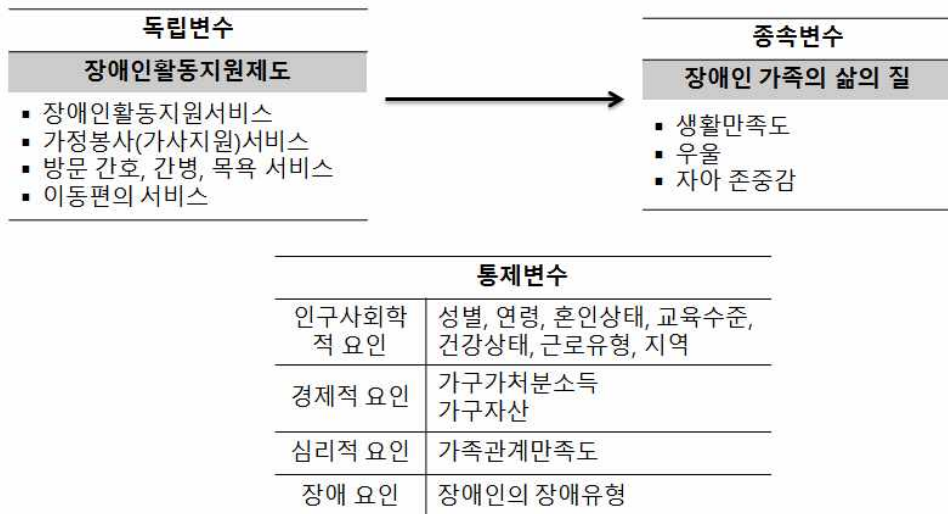 독립변수
장애인활동지원제도
▪ 장애인활동지원서비스
▪ 가정봉사(가사지원)서비스
▪ 방문 간호, 간병, 목욕 서비스
▪ 이동편의 서비스
종속변수
장애인 가족의 삶의 질
▪ 생활만족도
▪ 우울
▪ 자아 존중감
통제변수
인구사회학
적 요인
성별, 연령, 혼인상태, 교육수준,
건강상태, 근로유형, 지역
경제적 요인
가구가처분소득
가구자산
심리적 요인
가족관계만족도
장애 요인
장애인의 장애유형